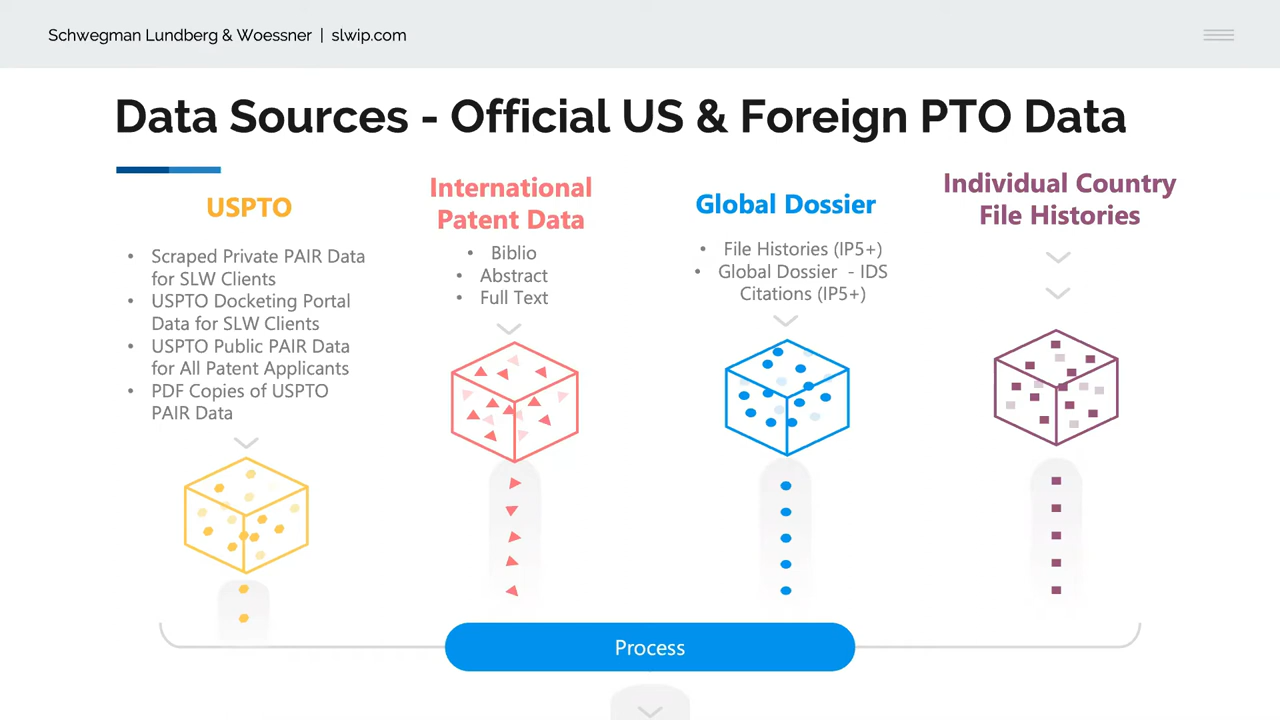 Schwegman Lundberg & Woessner | slwip.com
Data Sources - Official US & Foreign PTO Data
USPTO
• Scraped Private PAIR Data
for SLW Clients
• USPTO Docketing Portal
Data for SLW Clients
• USPTO Public PAIR Data
for All Patent Applicants
• PDF Copies of USPTO
PAIR Data
International
Patent Data
• Biblio
• Abstract
• Full Text
Global Dossier
• File Histories (IP5+)
• Global Dossier - IDS
Citations (IP5+)
Individual Country
File Histories
Process